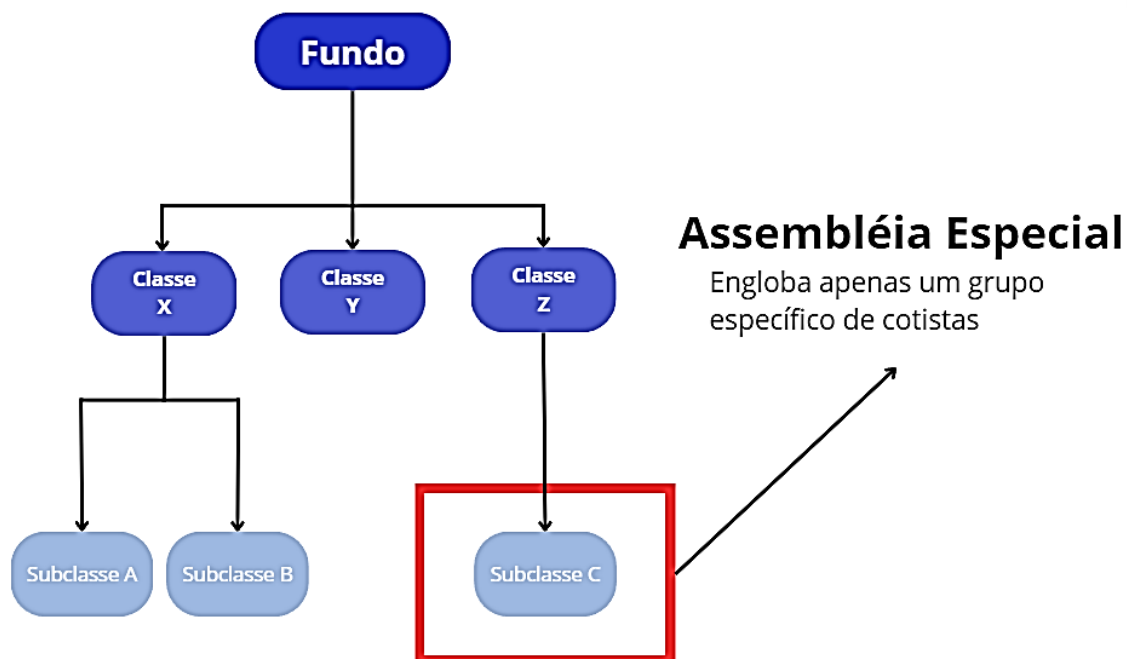 Fundo
Assembléia Especial
Engloba apenas um grupo
específico de cotistas
Classe
X
Classe
Y
Classe
Z
Subclasse A
Subclasse B
Subclasse C